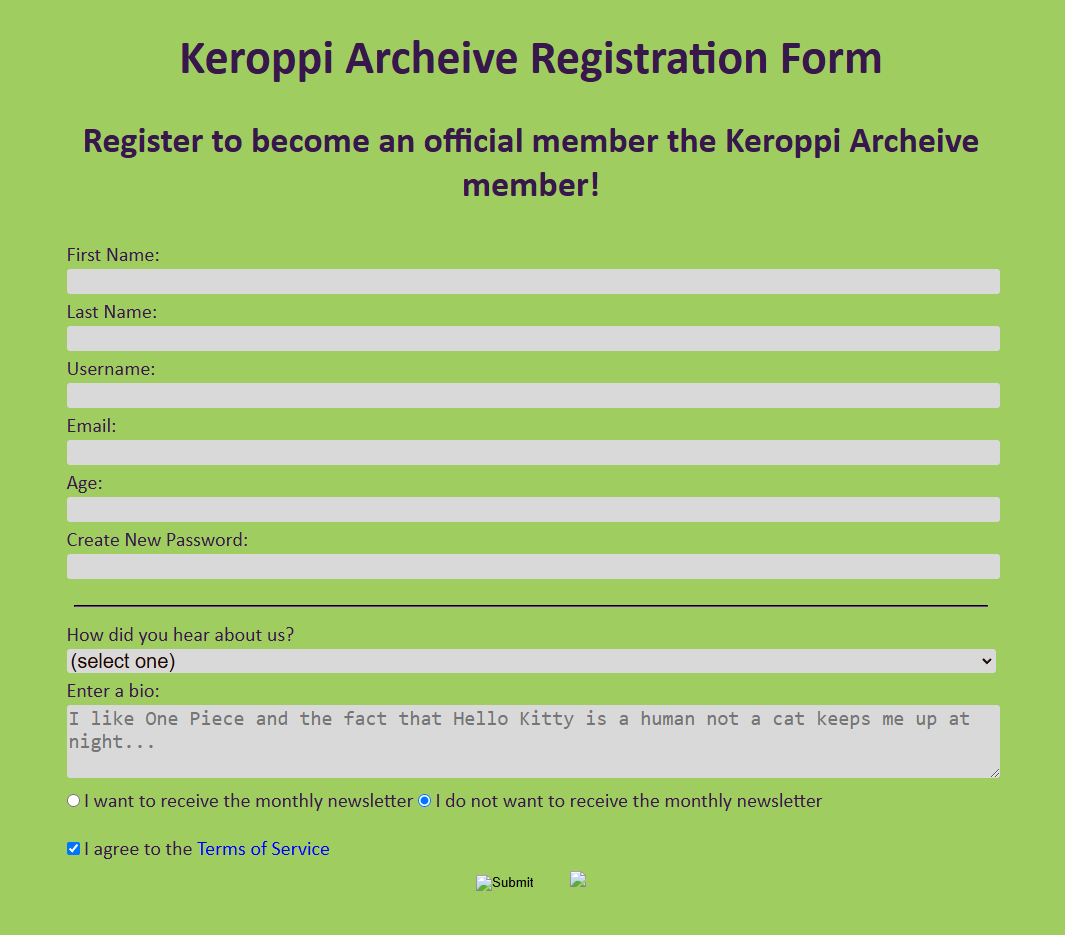 Keroppi Archeive Registration Form
Register to become an official member the Keroppi Archeive
member!
First Name:
Last Name:
Username:
Email:
Age:
Create New Password:
How did you hear about us?
(select one)
Enter a bio:
I like One Piece and the fact that Hello Kitty is a human not a cat keeps me up at
night...
I want to receive the monthly newsletter I do not want to receive the monthly newsletter
I agree to the Terms of Service
Submit